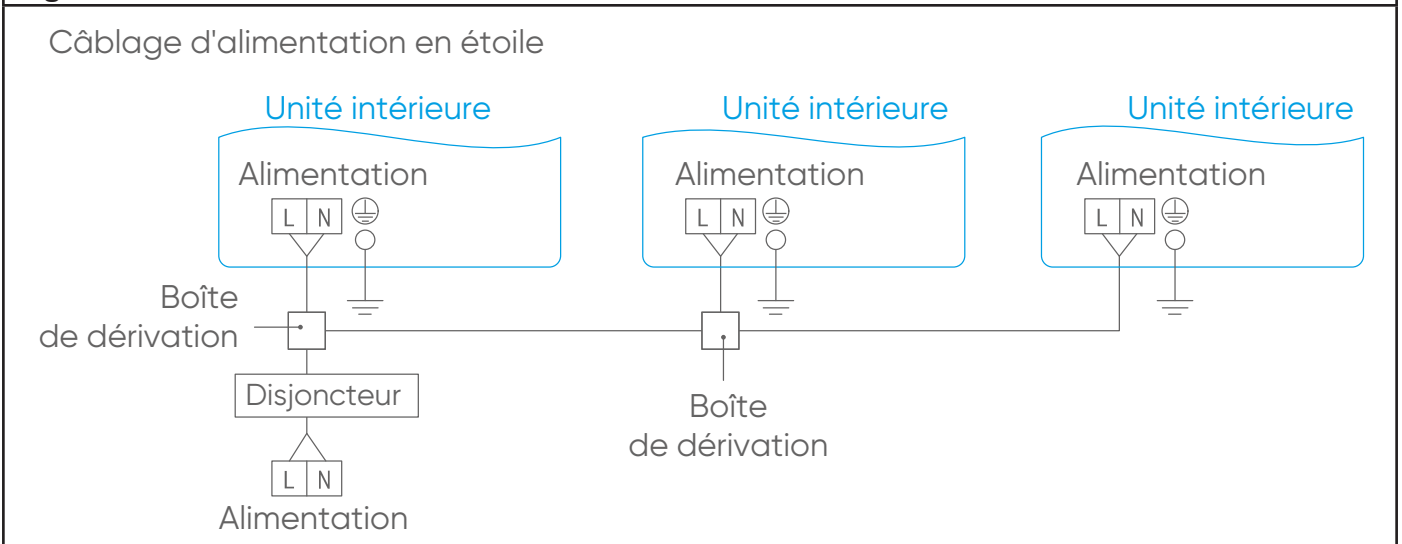 Câblage d'alimentation en étoile
Unité intérieure
Unité intérieure
Unité intérieure
Alimentation
Alimentation
Alimentation
L N
L N
L N
Boîte
de dérivation
Disjoncteur
Boîte
de dérivation
L N
Alimentation